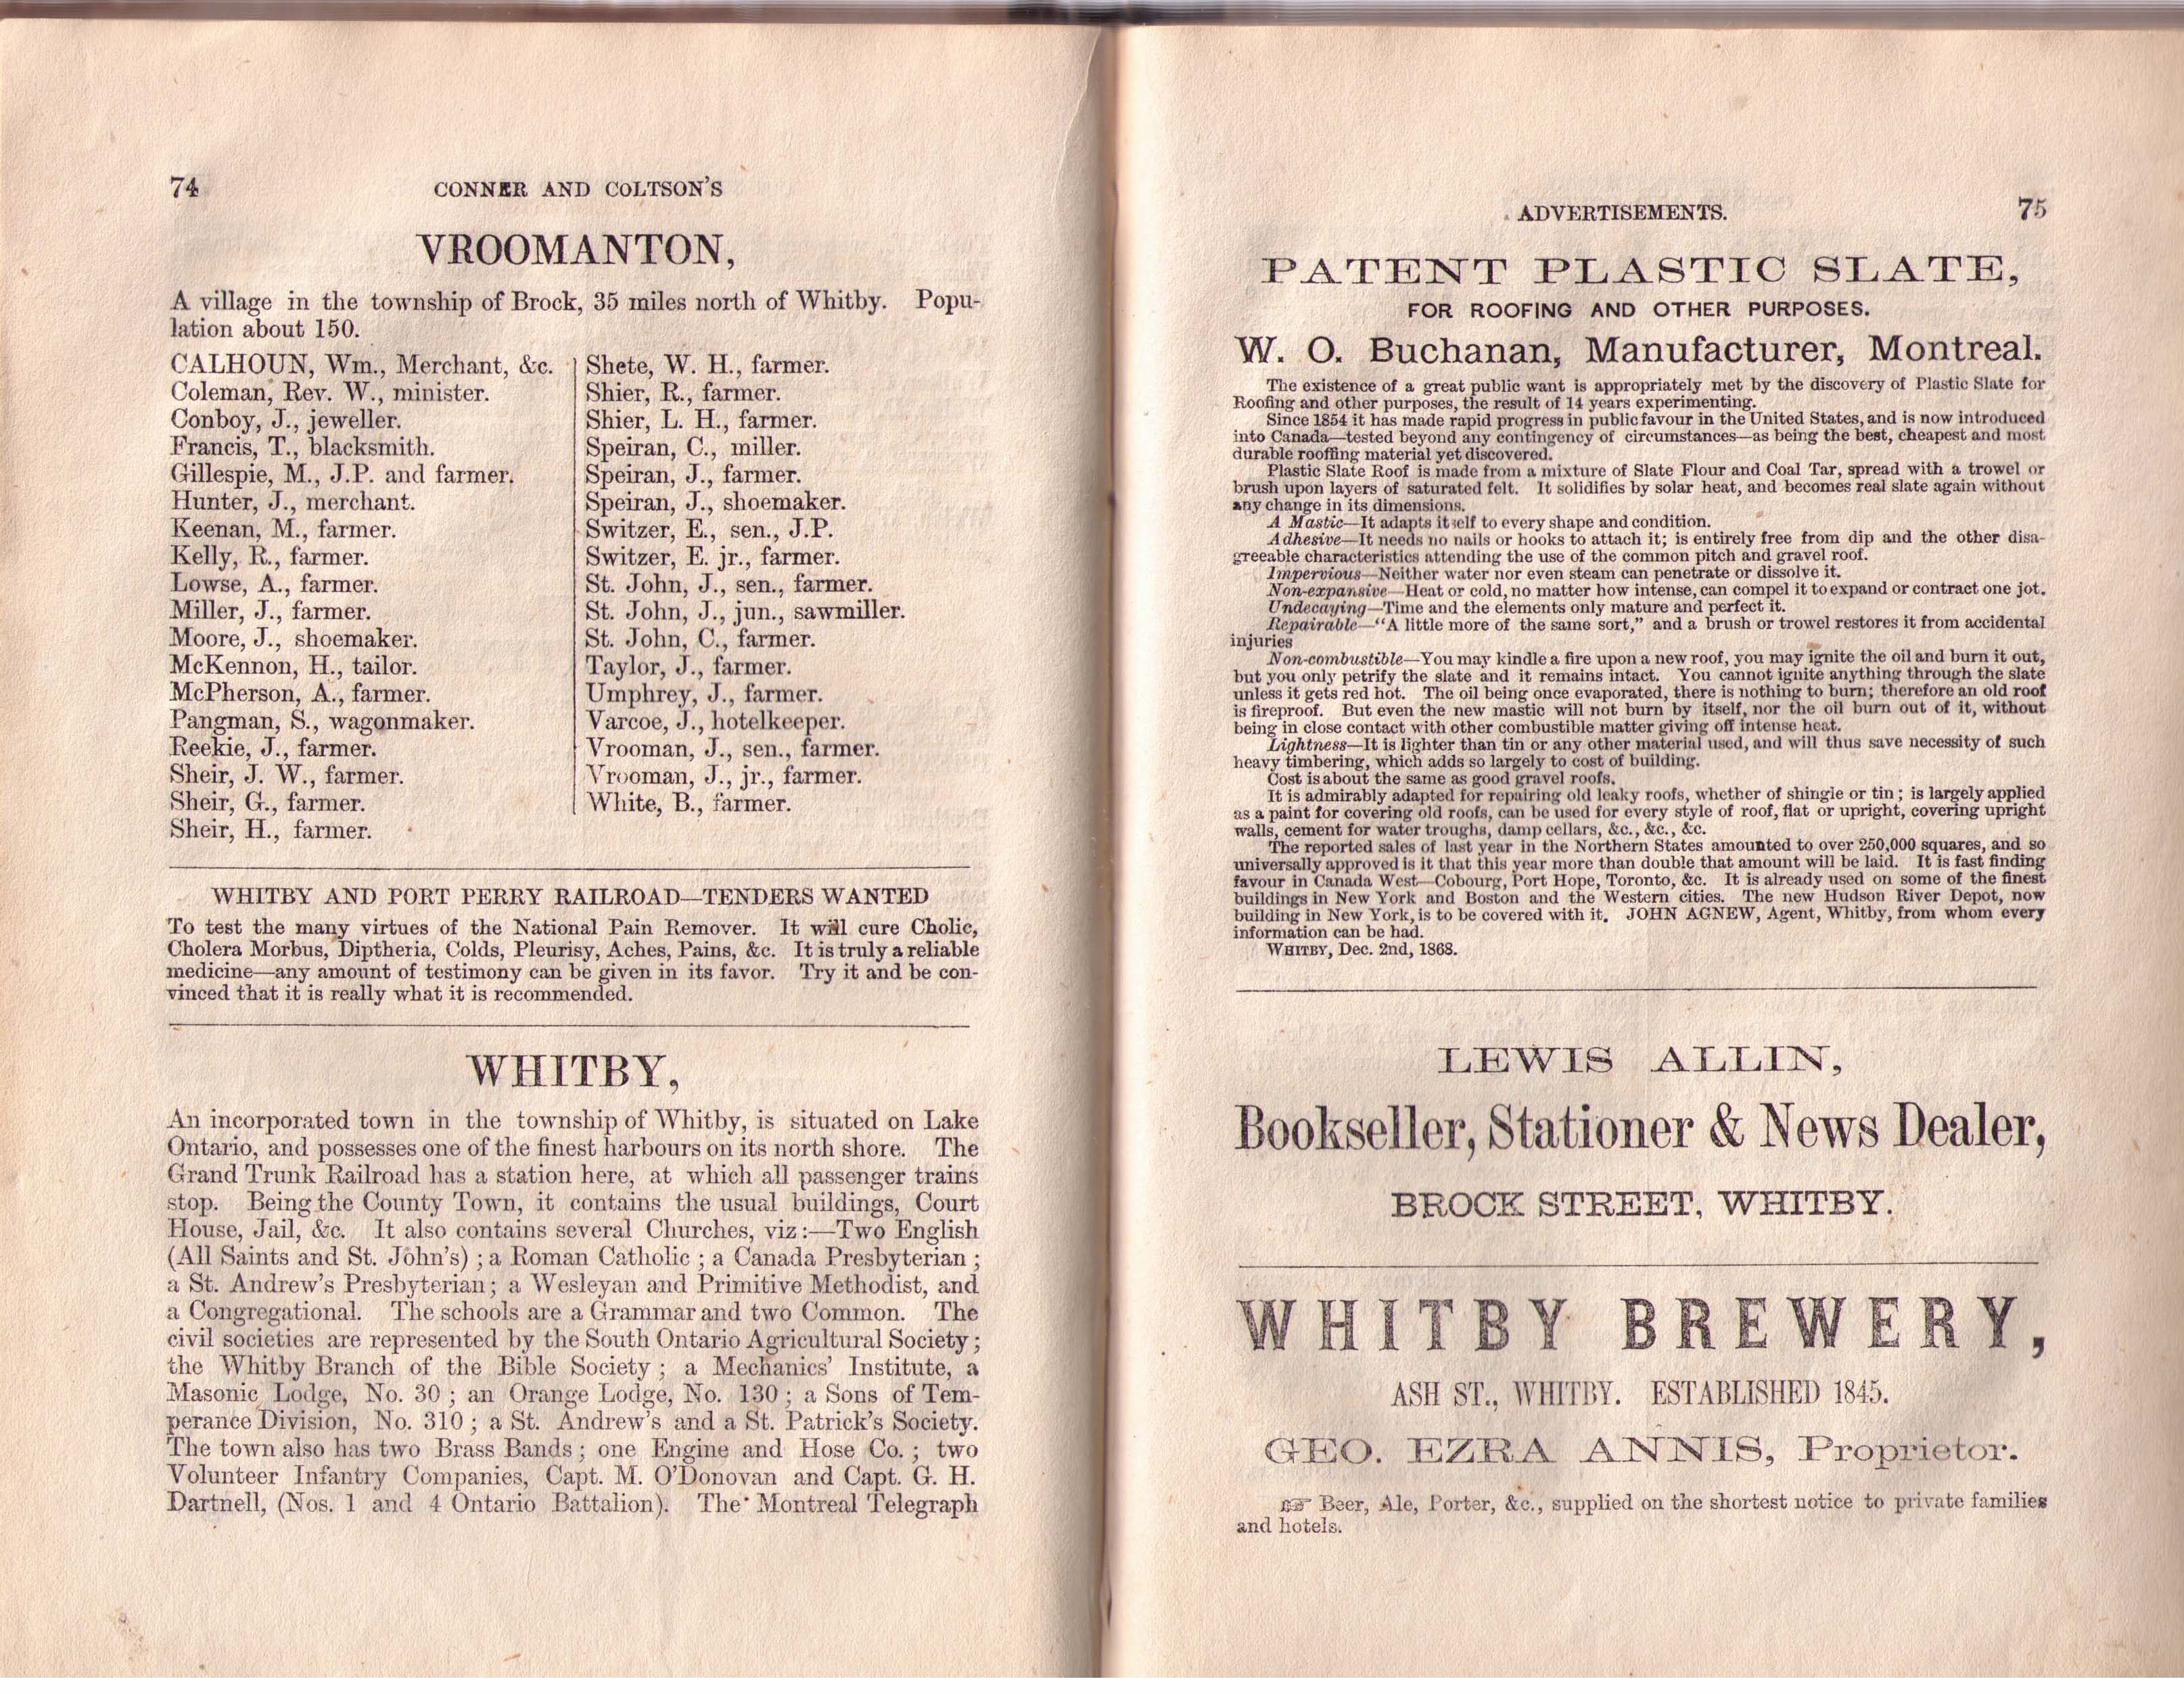 74
CONNER AND COLTSON'S
VROOMANTON,
A village in the township of Brock, 35 miles north of Whitby. Popu-
lation about 150.
CALHOUN, Wm., Merchant, &c.
Coleman, Rev. W., minister.
Conboy, J., jeweller.
Francis, T., blacksmith.
Gillespie, M., J.P. and farmer.
Hunter, J., merchant.
Keenan, M., farmer.
Kelly, R., farmer.
Lowse, A., farmer.
Miller, J., farmer.
Moore, J., shoemaker.
McKennon, H., tailor.
McPherson, A., farmer.
Pangman, S., wagonmaker.
Reekie, J., farmer.
Sheir, J. W., farmer.
Sheir, G., farmer.
Sheir, H., farmer.
Shete, W. H., farmer.
Shier, R., farmer.
Shier, L. H., farmer.
Speiran, C., miller.
Speiran, J., farmer.
Speiran, J., shoemaker.
Switzer, E., sen., J.P.
Switzer, E. jr., farmer.
St. John, J., sen., farmer.
St. John, J., jun., sawmiller.
St. John, C., farmer.
Taylor, J., farmer.
Umphrey, J., farmer.
Varcoe, J., hotelkeeper.
Vrooman, J., sen., farmer.
Vrooman, J., jr., farmer.
White, B., farmer.
WHITBY AND PORT PERRY RAILROAD—TENDERS WANTED
To test the many virtues of the National Pain Remover. It will cure Cholic,
Cholera Morbus, Diptheria, Colds, Pleurisy, Aches, Pains, &c. It is truly a reliable
medicine—any amount of testimony can be given in its favor. Try it and be con-
vinced that it is really what it is recommended.
WHITBY,
An incorporated town in the township of Whitby, is situated on Lake
Ontario, and possesses one of the finest harbours on its north shore. The
Grand Trunk Railroad has a station here, at which all passenger trains
stop. Being the County Town, it contains the usual buildings, Court
House, Jail, &c. It also contains several Churches, viz:—Two English
(All Saints and St. John's) ; a Roman Catholic ; a Canada Presbyterian ;
a St. Andrew's Presbyterian; a Wesleyan and Primitive Methodist, and
a Congregational. The schools are a Grammar and two Common. The
civil societies are represented by the South Ontario Agricultural Society ;
the Whitby Branch of the Bible Society ; a Mechanics' Institute, a
Masonic Lodge, No. 30 ; an Orange Lodge, No. 130 ; a Sons of Tem-
perance Division, No. 310 ; a St. Andrew's and a St. Patrick's Society.
The town also has two Brass Bands ; one Engine and Hose Co. ; two
Volunteer Infantry Companies, Capt. M. O'Donovan and Capt. G. H.
Dartnell, (Nos. 1 and 4 Ontario Battalion). The Montreal Telegraph
ADVERTISEMENTS.
75
PATENT PLASTIC SLATE,
FOR ROOFING AND OTHER PURPOSES.
W. O. Buchanan, Manufacturer, Montreal.
The existence of a great public want is appropriately met by the discovery of Plastic Slate for
Roofing and other purposes, the result of 14 years experimenting.
Since 1854 it has made rapid progress in public favour in the United States, and is now introduced
into Canada—tested beyond any contingency of circumstances—as being the best, cheapest and most
durable rooffing material yet discovered.
Plastic Slate Roof is made from a mixture of Slate Flour and Coal Tar, spread with a trowel or
brush upon layers of saturated felt. It solidifies by solar heat, and becomes real slate again without
any change in its dimensions.
A Mastic—It adapts itself to every shape and condition.
Adhesive—It needs no nails or hooks to attach it; is entirely free from dip and the other disa-
greeable characteristics attending the use of the common pitch and gravel roof.
Impervious—Neither water nor even steam can penetrate or dissolve it.
Non-expansive—Heat or cold, no matter how intense, can compel it to expand or contract one jot.
Undecaying—Time and the elements only mature and perfect it.
Repairable—"A little more of the same sort," and a brush or trowel restores it from accidental
injuries
Non-combustible—You may kindle a fire upon a new roof, you may ignite the oil and burn it out,
but you only petrify the slate and it remains intact. You cannot ignite anything through the slate
unless it gets red hot. The oil being once evaporated, there is nothing to burn; therefore an old roof
is fireproof. But even the new mastic will not burn by itself, nor the oil burn out of it, without
being in close contact with other combustible matter giving off intense heat.
Lightness—It is lighter than tin or any other material used, and will thus save necessity of such
heavy timbering, which adds so largely to cost of building.
Cost is about the same as good gravel roofs.
It is admirably adapted for repairing old leaky roofs, whether of shingle or tin ; is largely applied
as a paint for covering old roofs, can be used for every style of roof, flat or upright, covering upright
walls, cement for water troughs, damp cellars, &c., &c., &c.
The reported sales of last year in the Northern States amounted to over 250,000 squares, and so
universally approved is it that this year more than double that amount will be laid. It is fast finding
favour in Canada West—Cobourg, Port Hope, Toronto, &c. It is already used on some of the finest
buildings in New York and Boston and the Western cities. The new Hudson River Depot, now
building in New York, is to be covered with it. JOHN AGNEW, Agent, Whitby, from whom every
information can be had.
WHITBY, Dec. 2nd, 1868.
LEWIS ALLIN,
Bookseller, Stationer & News Dealer,
BROCK STREET, WHITBY.
WHITBY BREWERY,
ASH ST., WHITBY. ESTABLISHED 1845.
GEO. EZRA ANNIS, Proprietor.
☞ Beer, Ale, Porter, &c., supplied on the shortest notice to private families
and hotels.